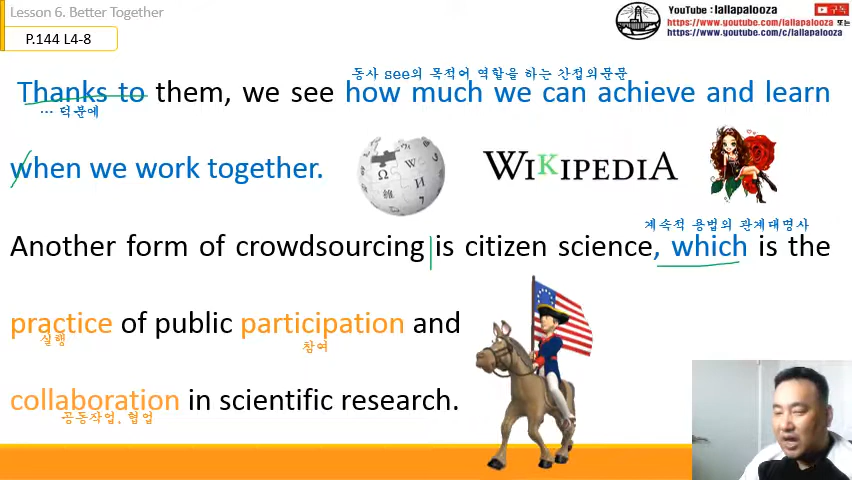 Lesson 6. Better Together
P.144 L4-8
YouTube : lallapalooza 구독
https://www.youtube.com/lallapalooza 또는
https://www.youtube.com/c/lallapalooza
동사 see의 목적어 역할을 하는 간접의문문
Thanks to them, we see how much we can achieve and learn
... 덕분에
when we work together.
WIKIPEDIA
계속적 용법의 관계대명사
Another form of crowdsourcing is citizen science, which is the
practice of public participation and
실행 참여
collaboration in scientific research.
공동작업, 협업